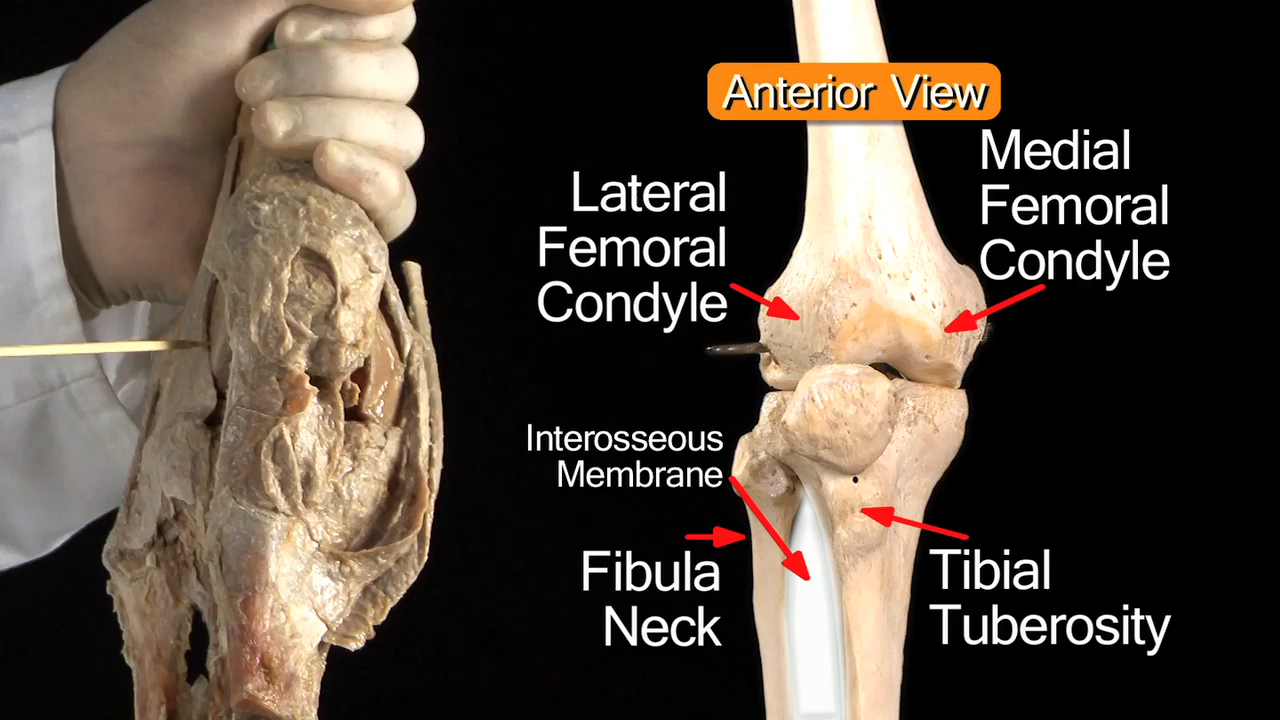 Anterior View
Lateral
Femoral
Condyle
Medial
Femoral
Condyle
Interosseous
Membrane
Fibula
Neck
Tibial
Tuberosity